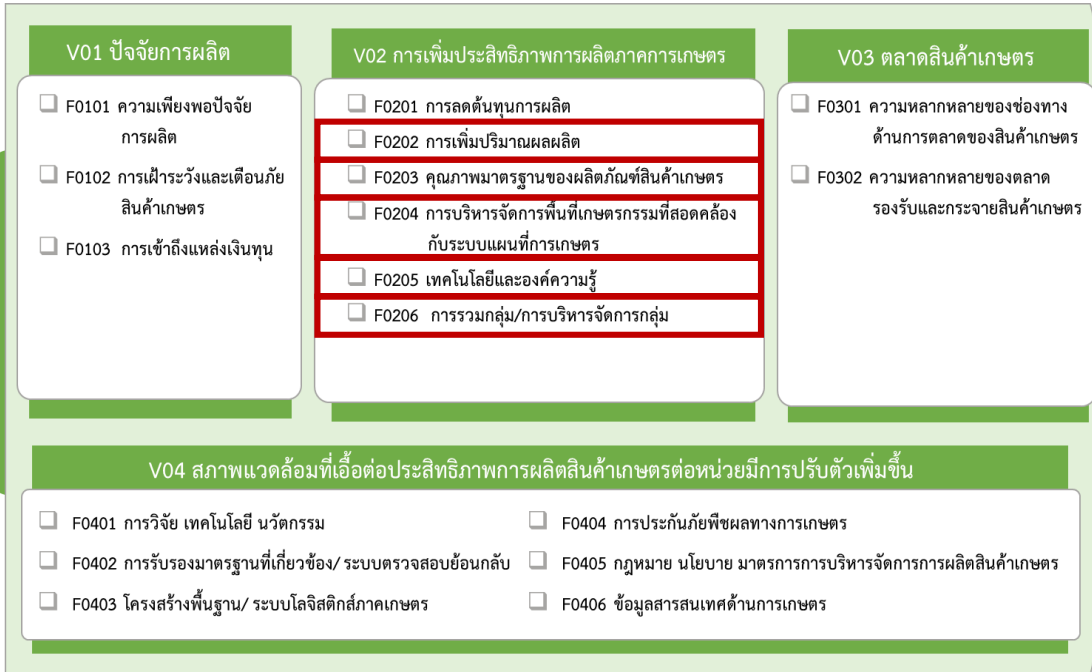 V01 ปัจจัยการผลิต
F0101 ความเพียงพอปัจจัย
การผลิต
F0102 การเฝ้าระวังและเตือนภัย
สินค้าเกษตร
F0103 การเข้าถึงแหล่งเงินทุน
V02 การเพิ่มประสิทธิภาพการผลิตภาคการเกษตร
F0201 การลดต้นทุนการผลิต
F0202 การเพิ่มปริมาณผลผลิต
F0203 คุณภาพมาตรฐานของผลิตภัณฑ์สินค้าเกษตร
F0204 การบริหารจัดการพื้นที่เกษตรกรรมที่สอดคล้อง
กับระบบแผนที่การเกษตร
F0205 เทคโนโลยีและองค์ความรู้
F0206 การรวมกลุ่ม/การบริหารจัดการกลุ่ม
V03 ตลาดสินค้าเกษตร
F0301 ความหลากหลายของช่องทาง
ด้านการตลาดของสินค้าเกษตร
F0302 ความหลากหลายของตลาด
รองรับและกระจายสินค้าเกษตร
V04 สภาพแวดล้อมที่เอื้อต่อประสิทธิภาพการผลิตสินค้าเกษตรต่อหน่วยมีการปรับตัวเพิ่มขึ้น
F0401 การวิจัย เทคโนโลยี นวัตกรรม
F0402 การรับรองมาตรฐานที่เกี่ยวข้อง/ ระบบตรวจสอบย้อนกลับ
F0403 โครงสร้างพื้นฐาน/ ระบบโลจิสติกส์ภาคเกษตร
F0404 การประกันภัยพืชผลทางการเกษตร
F0405 กฎหมาย นโยบาย มาตรการการบริหารจัดการการผลิตสินค้าเกษตร
F0406 ข้อมูลสารสนเทศด้านการเกษตร